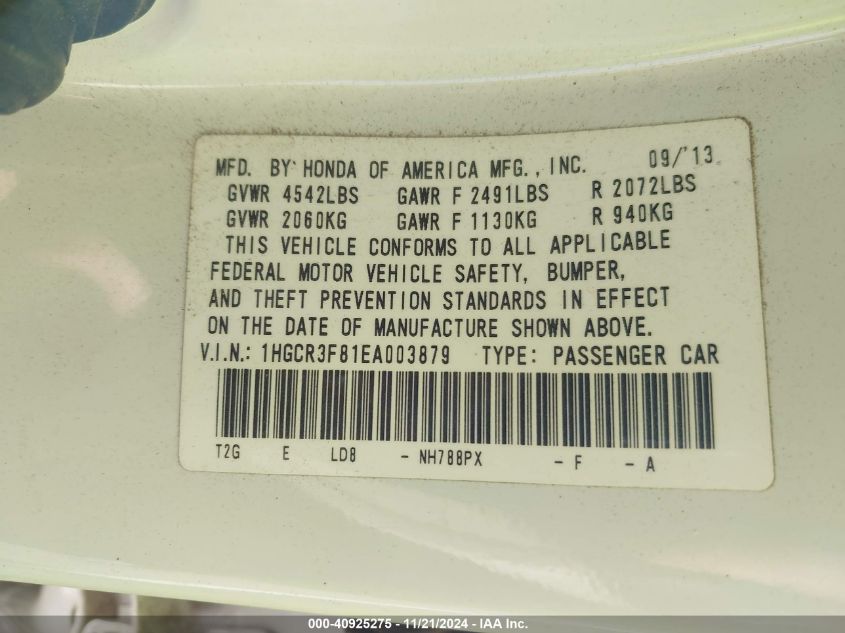 MFD. BY HONDA OF AMERICA MFG., INC. 09/'13
GVWR 4542LBS GAWR F 2491LBS R 2072LBS
GVWR 2060KG GAWR F 1130KG R 940KG
THIS VEHICLE CONFORMS TO ALL APPLICABLE
FEDERAL MOTOR VEHICLE SAFETY, BUMPER,
AND THEFT PREVENTION STANDARDS IN EFFECT
ON THE DATE OF MANUFACTURE SHOWN ABOVE.
V.I.N.: 1HGCR3F81EA003879 TYPE: PASSENGER CAR
T2G E LD8 - NH788PX - F - A
000-40925275 - 11/21/2024 - IAA Inc.